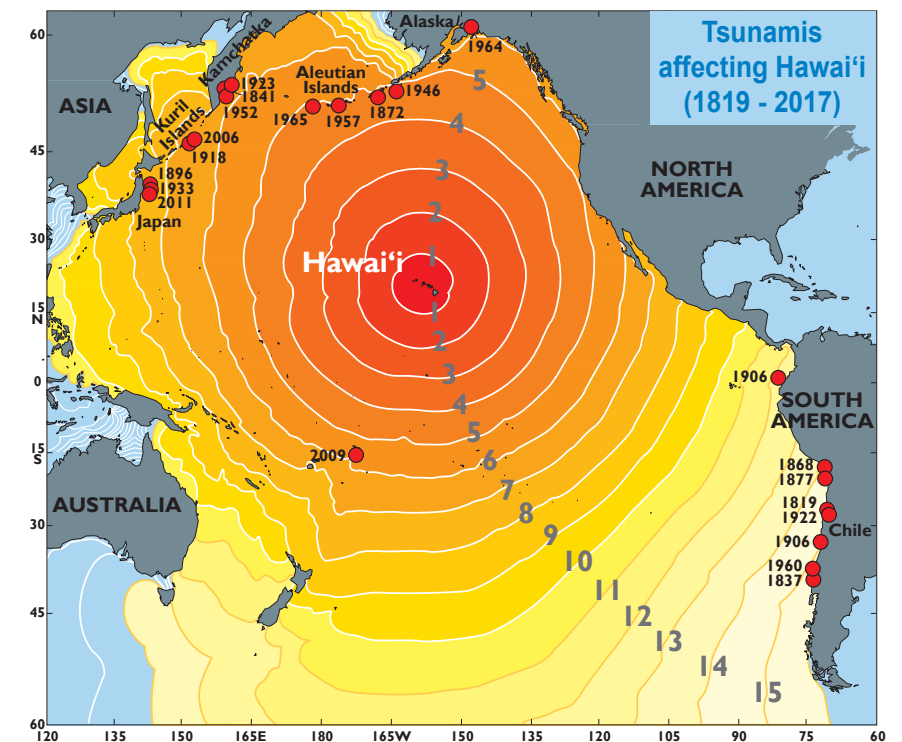 Tsunamis
affecting Hawai‘i
(1819 - 2017)
60
45
30
15
N
0
15
S
30
45
60
120
135
150
165E
180
165W
150
135
120
105
90
75
60
ASIA
NORTH
AMERICA
SOUTH
AMERICA
AUSTRALIA
Alaska
1964
Kamchatka
1923
1841
1952
Aleutian
Islands
1965
1957
1872
1946
Kuril
Islands
2006
1918
1896
1933
2011
Japan
Hawai‘i
5
4
3
2
1
1
2
3
4
5
6
7
8
9
10
11
12
13
14
15
2009
1906
1868
1877
1819
1922
Chile
1906
1960
1837